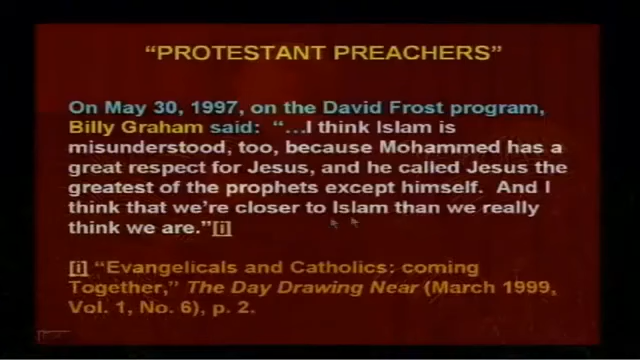 “PROTESTANT PREACHERS”
On May 30, 1997, on the David Frost program,
Billy Graham said: “…I think Islam is
misunderstood, too, because Mohammed has a
great respect for Jesus, and he called Jesus the
greatest of the prophets except himself. And I
think that we're closer to Islam than we really
think we are.”[i]
[i] “Evangelicals and Catholics: coming
Together,” The Day Drawing Near (March 1999,
Vol. 1, No. 6), p. 2.